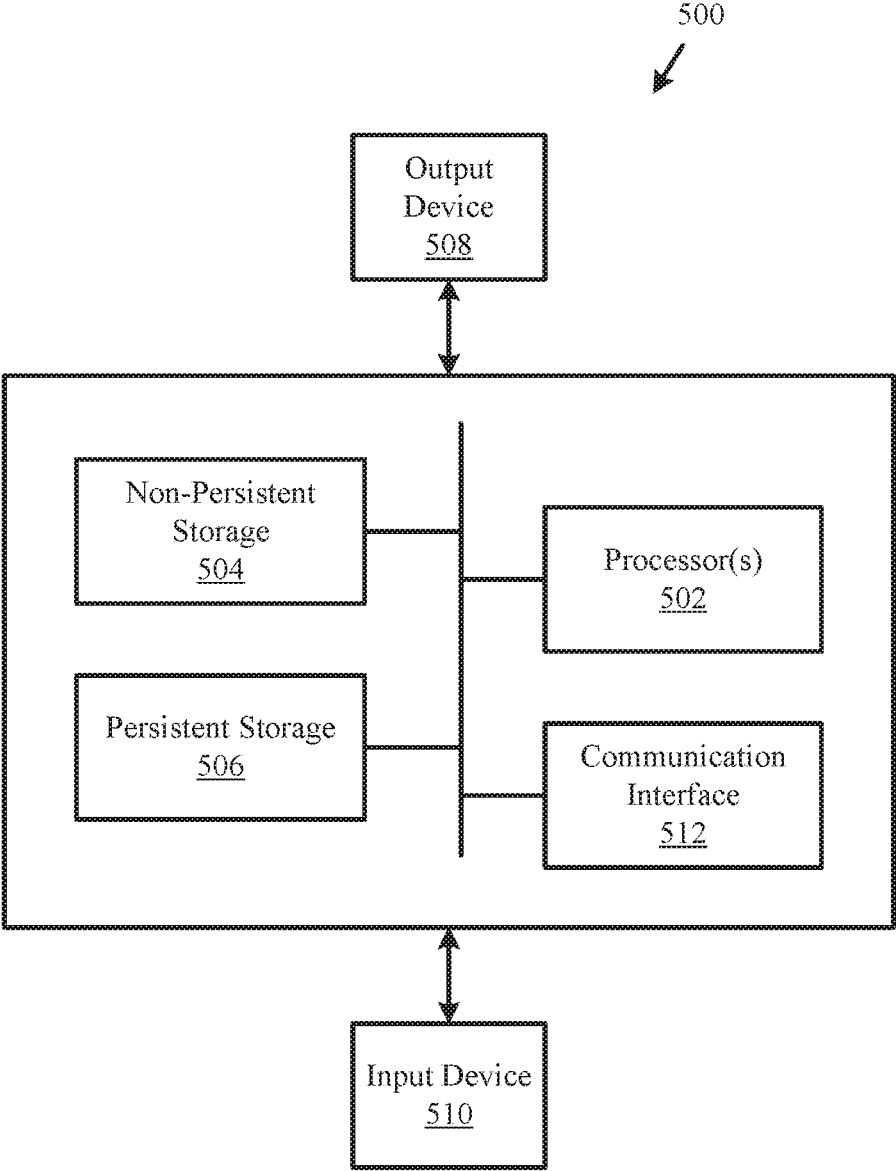 500
Output
Device
508
Non-Persistent
Storage
504
Processor(s)
502
Persistent Storage
506
Communication
Interface
512
Input Device
510